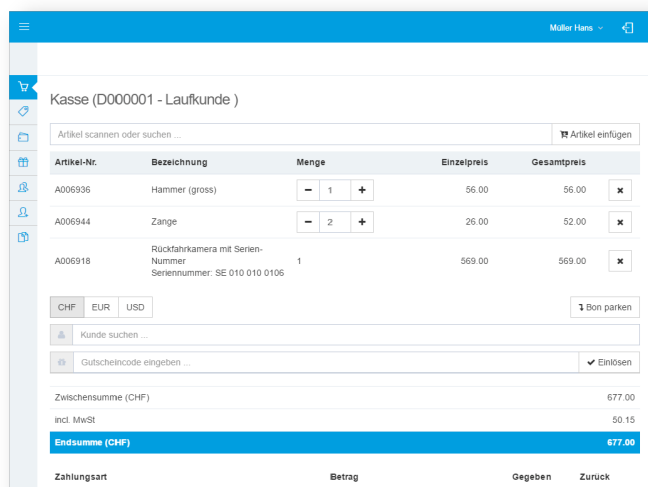 Müller Hans
Kasse (D000001 - Laufkunde )
Artikel scannen oder suchen ... Artikel einfügen
Artikel-Nr. Bezeichnung Menge Einzelpreis Gesamtpreis
A006936 Hammer (gross) 1 56.00 56.00
A006944 Zange 2 26.00 52.00
Rückfahrkamera mit Serien-
A006918 Nummer 1 569.00 569.00
Seriennummer: SE 010 010 0106
CHF EUR USD Bon parken
Kunde suchen ...
Gutscheincode eingeben ... Einlösen
Zwischensumme (CHF) 677.00
incl. MwSt 50.15
Endsumme (CHF) 677.00
Zahlungsart Betrag Gegeben Zurück